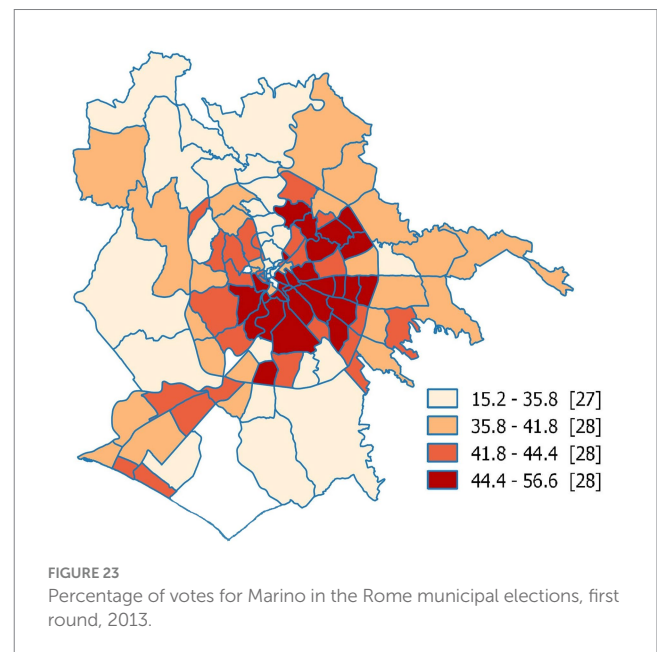 15.2 - 35.8 [27]
35.8 - 41.8 [28]
41.8 - 44.4 [28]
44.4 - 56.6 [28]
FIGURE 23
Percentage of votes for Marino in the Rome municipal elections, first
round, 2013.